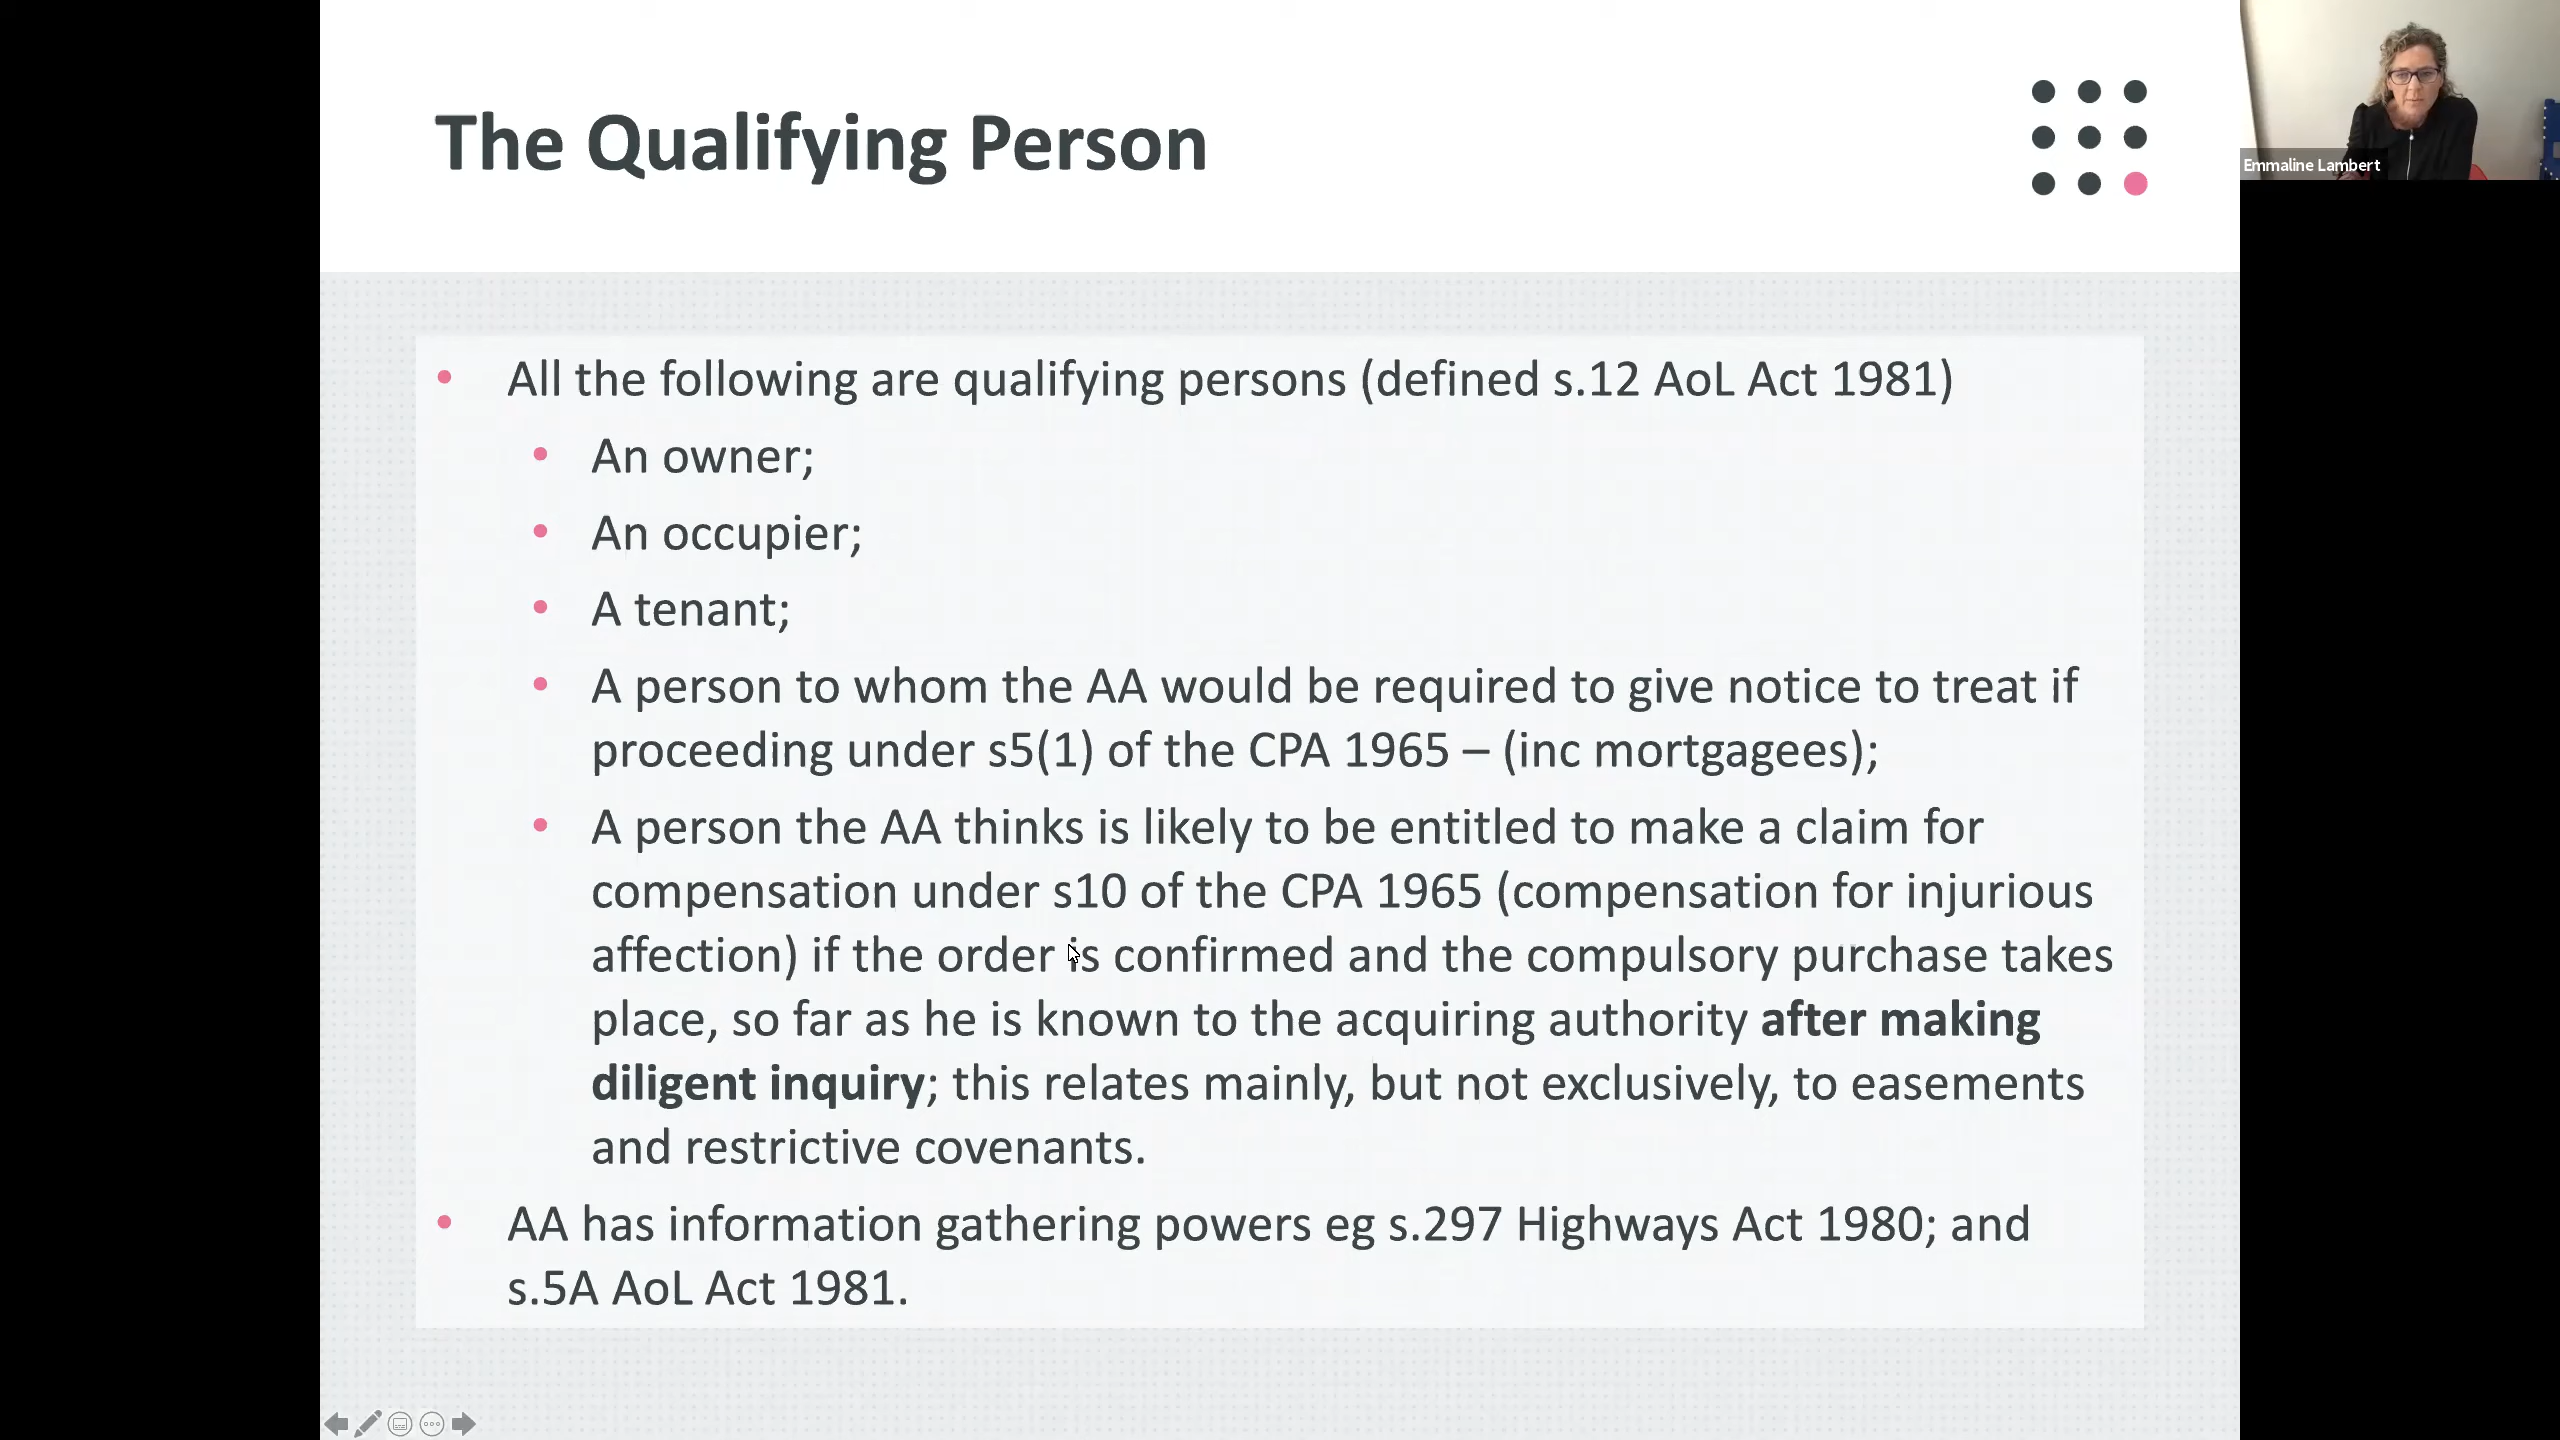 The Qualifying Person
Emmaline Lambert
All the following are qualifying persons (defined s.12 AoL Act 1981)
An owner;
An occupier;
A tenant;
A person to whom the AA would be required to give notice to treat if
proceeding under s5(1) of the CPA 1965 – (inc mortgagees);
A person the AA thinks is likely to be entitled to make a claim for
compensation under s10 of the CPA 1965 (compensation for injurious
affection) if the order is confirmed and the compulsory purchase takes
place, so far as he is known to the acquiring authority after making
diligent inquiry; this relates mainly, but not exclusively, to easements
and restrictive covenants.
AA has information gathering powers eg s.297 Highways Act 1980; and
s.5A AoL Act 1981.